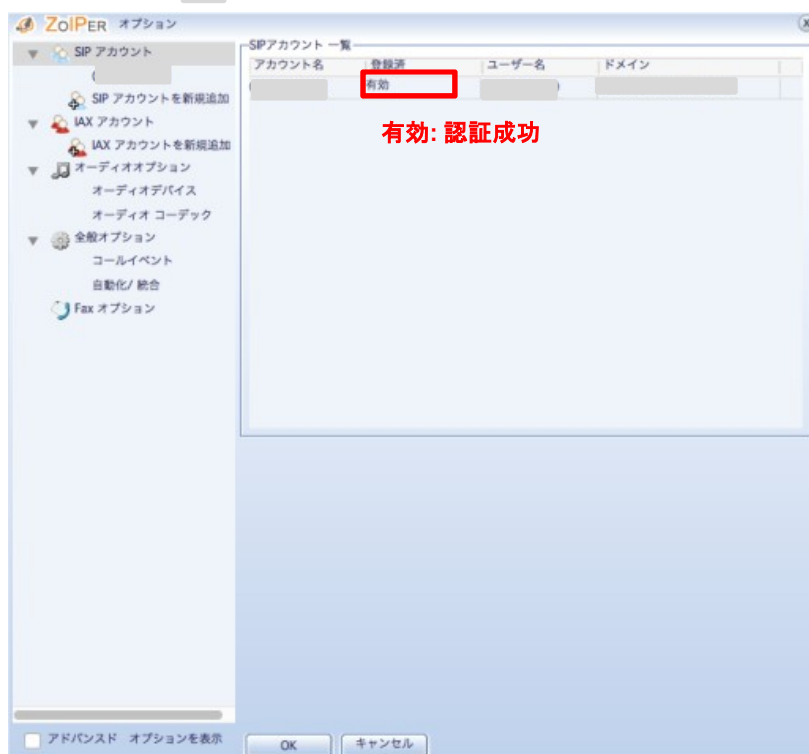 ZOIPER オプション
SIP アカウント
SIP アカウントを新規追加
IAX アカウント
IAX アカウントを新規追加
オーディオオプション
オーディオデバイス
オーディオ コーデック
全般オプション
コールイベント
自動化/ 統合
Fax オプション
アドバンスド オプションを表示
SIPアカウント 一覧
アカウント名 登録済 ユーザー名 ドメイン
有効
有効: 認証成功
OK キャンセル